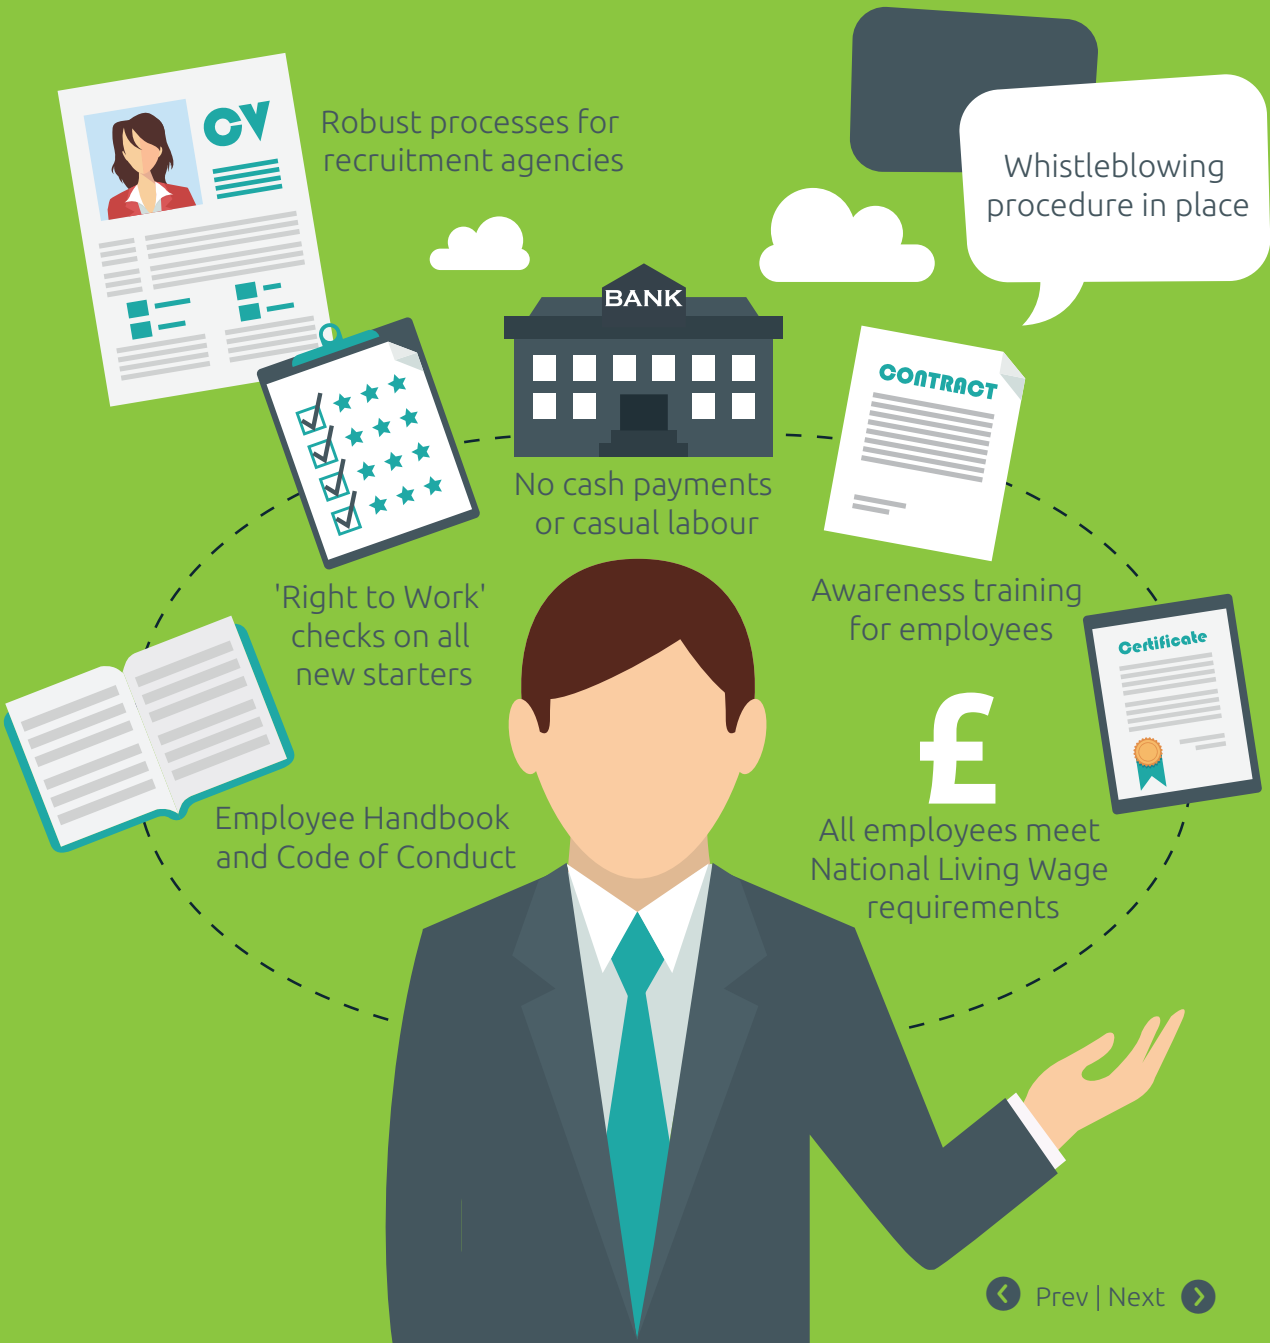 CV
Robust processes for
recruitment agencies
Whistleblowing
procedure in place
BANK
No cash payments
or casual labour
CONTRACT
'Right to Work'
checks on all
new starters
Awareness training
for employees
Certificate
Employee Handbook
and Code of Conduct
£
All employees meet
National Living Wage
requirements
Prev | Next